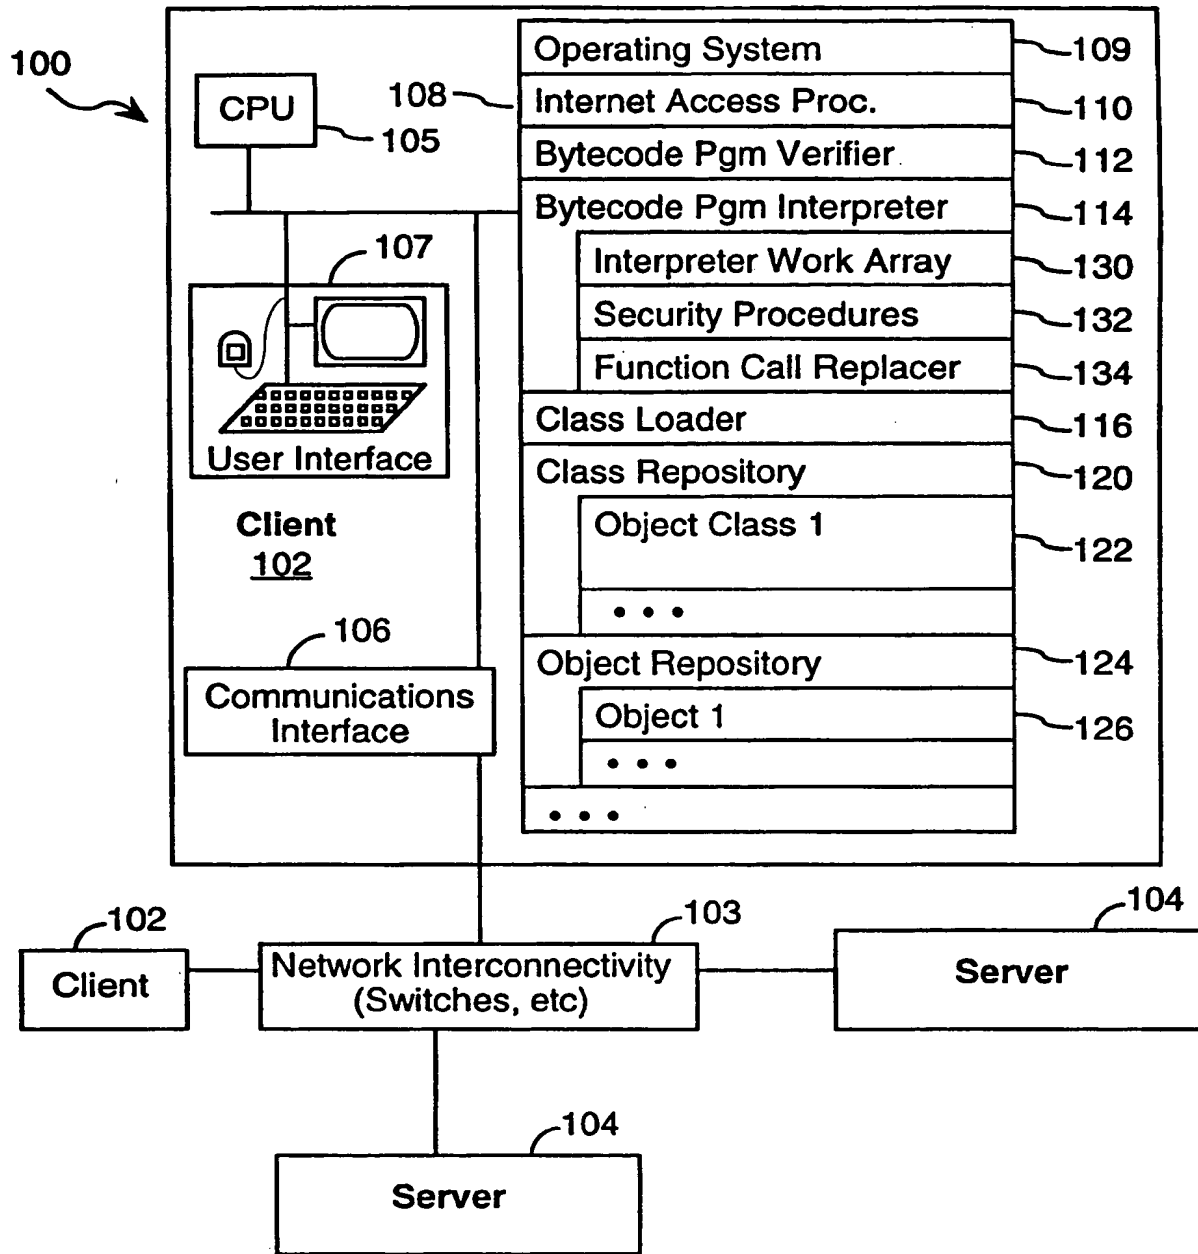 100
CPU
105
108
Operating System
109
Internet Access Proc.
110
Bytecode Pgm Verifier
112
Bytecode Pgm Interpreter
114
Interpreter Work Array
130
Security Procedures
132
Function Call Replacer
134
Class Loader
116
Class Repository
120
Object Class 1
122
• • •
Object Repository
124
Object 1
126
• • •
• • •
107
User Interface
Client
102
106
Communications
Interface
102
Client
103
Network Interconnectivity
(Switches, etc)
104
Server
104
Server